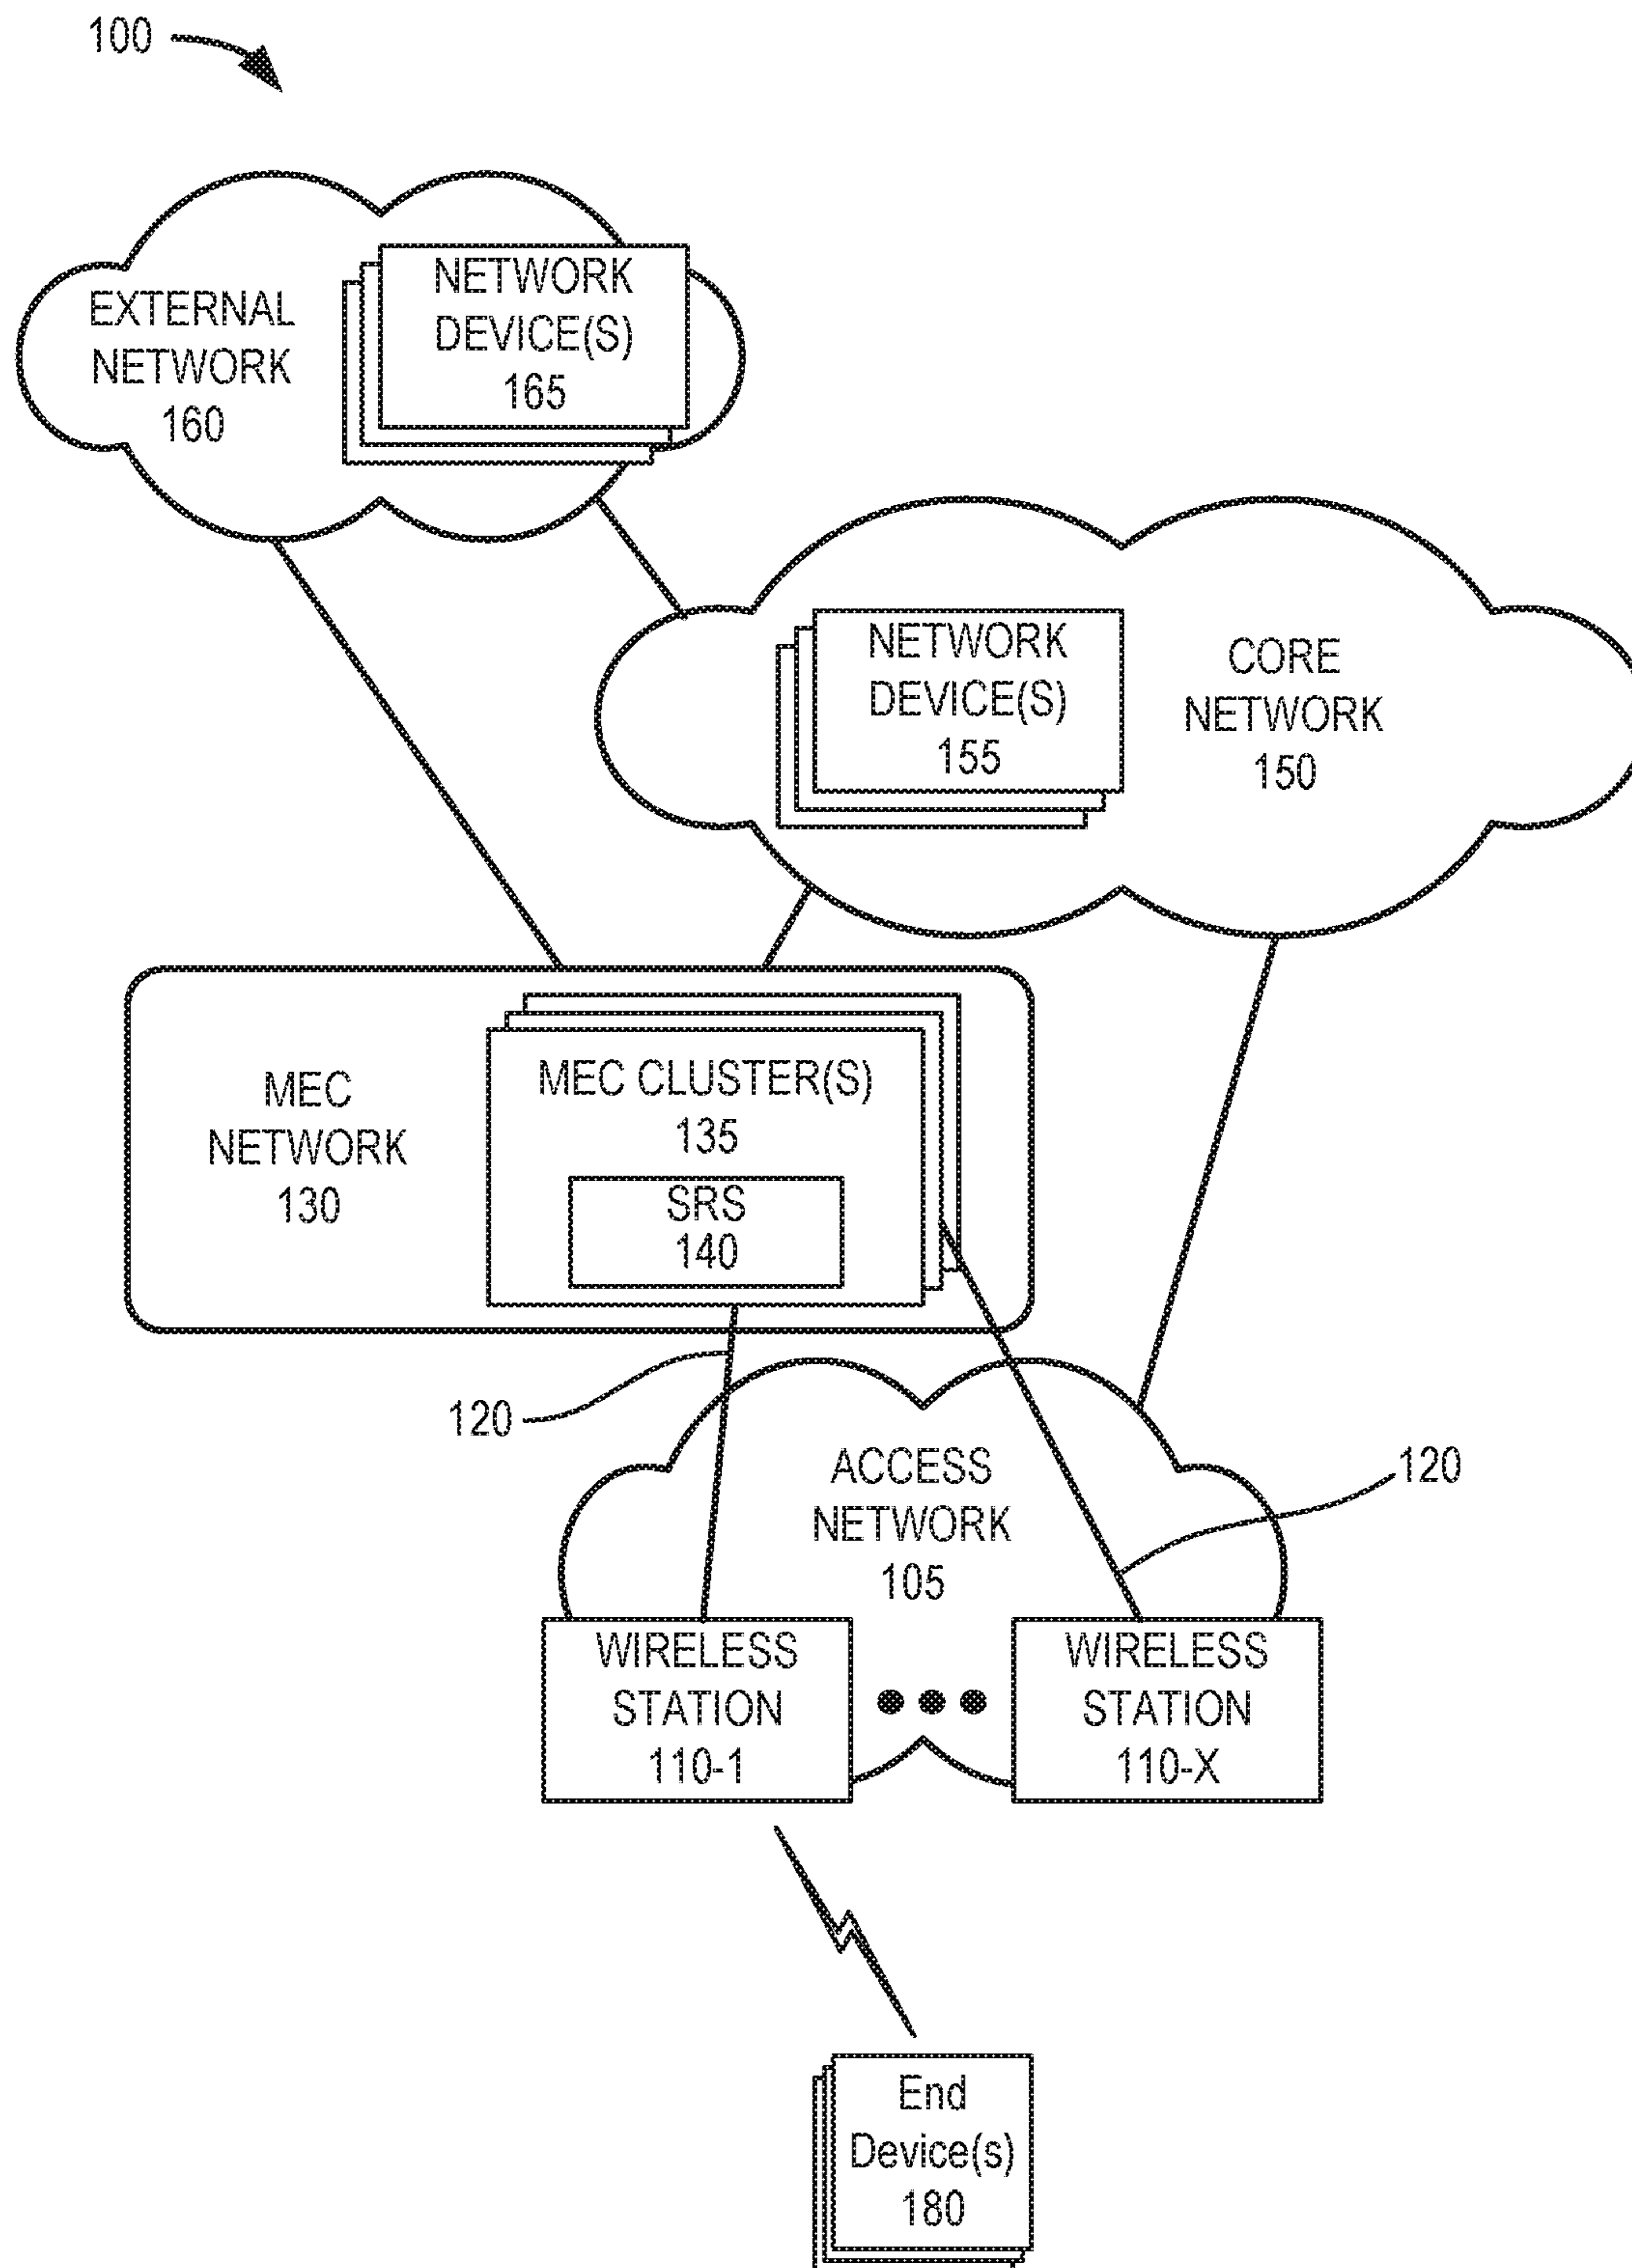 100
EXTERNAL
NETWORK
160
NETWORK
DEVICE(S)
165
NETWORK
DEVICE(S)
155
CORE
NETWORK
150
MEC
NETWORK
130
MEC CLUSTER(S)
135
SRS
140
120
ACCESS
NETWORK
105
120
WIRELESS
STATION
110-1
WIRELESS
STATION
110-X
End
Device(s)
180